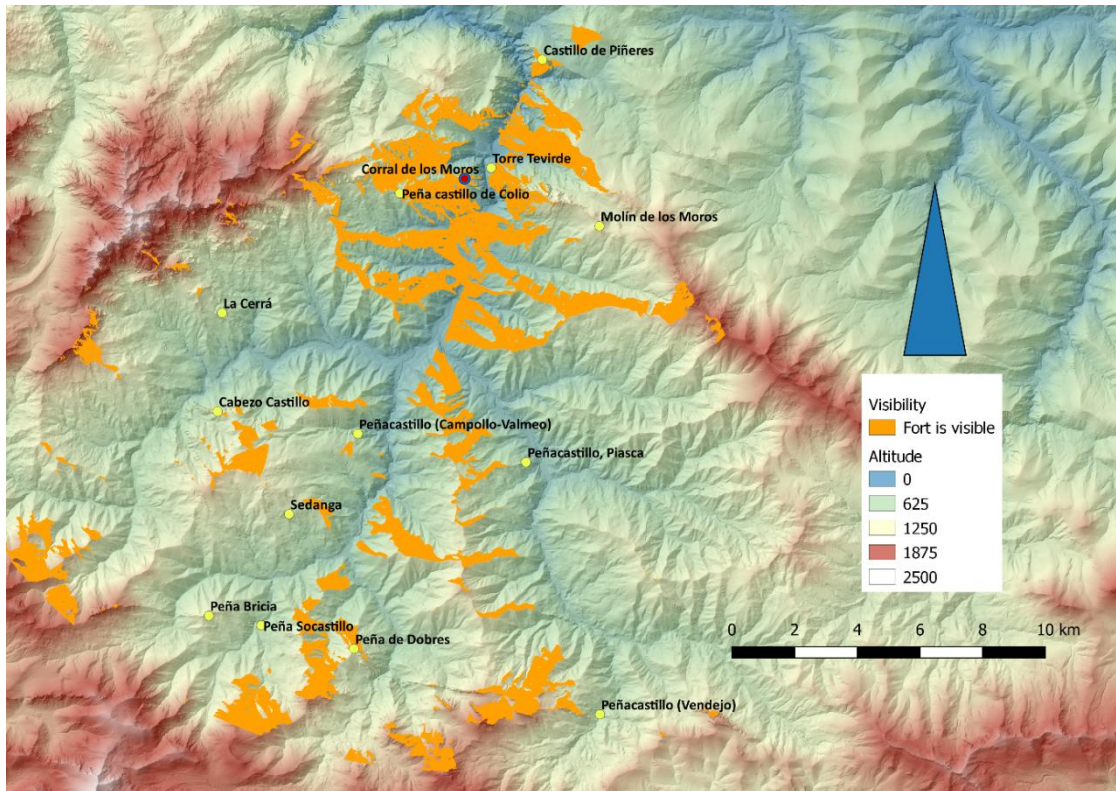 Castillo de Piñeres
Torre Tevirde
Corral de los Moros
Peña castillo de Colio
Molín de los Moros
La Cerrá
Cabezo Castillo
Peñacastillo (Campollo-Valmeo)
Peñacastillo, Piasca
Sedanga
Peña Bricia
Peña Socastillo
Peña de Dobres
Peñacastillo (Vendejo)
Visibility
Fort is visible
Altitude
0
625
1250
1875
2500
0 2 4 6 8 10 km